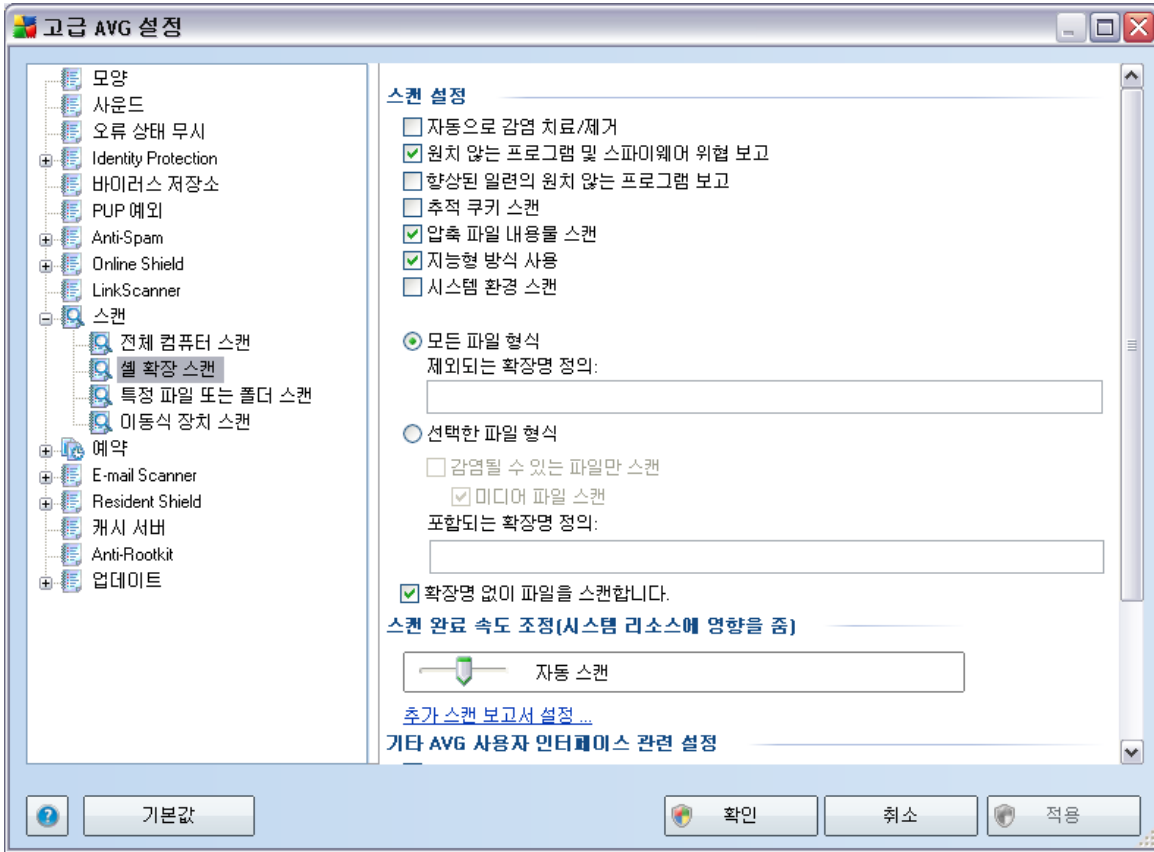 고급 AVG 설정
모양
사운드
오류 상태 무시
Identity Protection
바이러스 저장소
PUP 예외
Anti-Spam
Online Shield
LinkScanner
스캔
전체 컴퓨터 스캔
셸 확장 스캔
특정 파일 또는 폴더 스캔
이동식 장치 스캔
예약
E-mail Scanner
Resident Shield
캐시 서버
Anti-Rootkit
업데이트
스캔 설정
자동으로 감염 치료/제거
원치 않는 프로그램 및 스파이웨어 위협 보고
향상된 일련의 원치 않는 프로그램 보고
추적 쿠키 스캔
압축 파일 내용물 스캔
지능형 방식 사용
시스템 환경 스캔
모든 파일 형식
제외되는 확장명 정의:
선택한 파일 형식
감염될 수 있는 파일만 스캔
미디어 파일 스캔
포함되는 확장명 정의:
확장명 없이 파일을 스캔합니다.
스캔 완료 속도 조정(시스템 리소스에 영향을 줌)
자동 스캔
추가 스캔 보고서 설정 ...
기타 AVG 사용자 인터페이스 관련 설정
기본값
확인
취소
적용